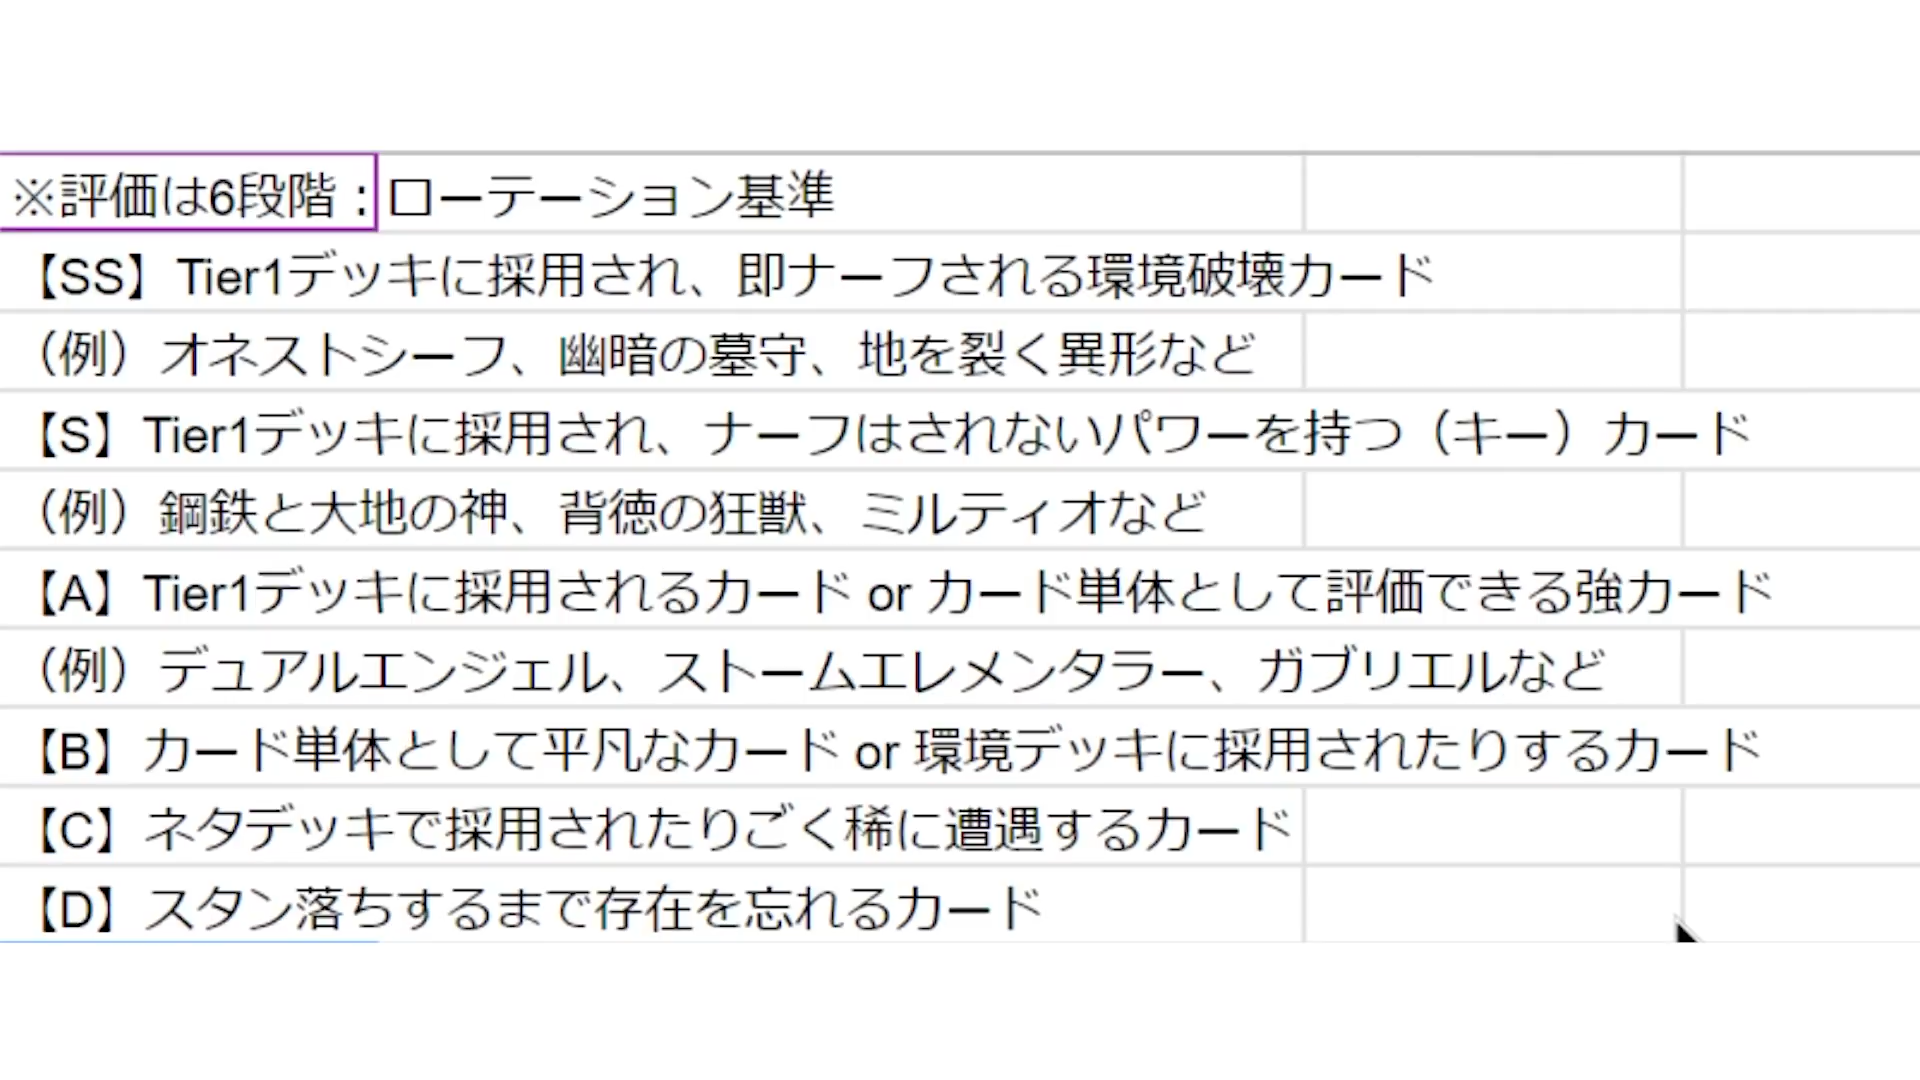 ※評価は6段階：ローテーション基準
【SS】Tier1デッキに採用され、即ナーフされる環境破壊カード
（例）オネストシーフ、幽暗の墓守、地を裂く異形など
【S】Tier1デッキに採用され、ナーフはされないパワーを持つ（キー）カード
（例）鋼鉄と大地の神、背徳の狂獣、ミルティオなど
【A】Tier1デッキに採用されるカード or カード単体として評価できる強カード
（例）デュアルエンジェル、ストームエレメンタラー、ガブリエルなど
【B】カード単体として平凡なカード or 環境デッキに採用されたりするカード
【C】ネタデッキで採用されたりごく稀に遭遇するカード
【D】スタン落ちするまで存在を忘れるカード